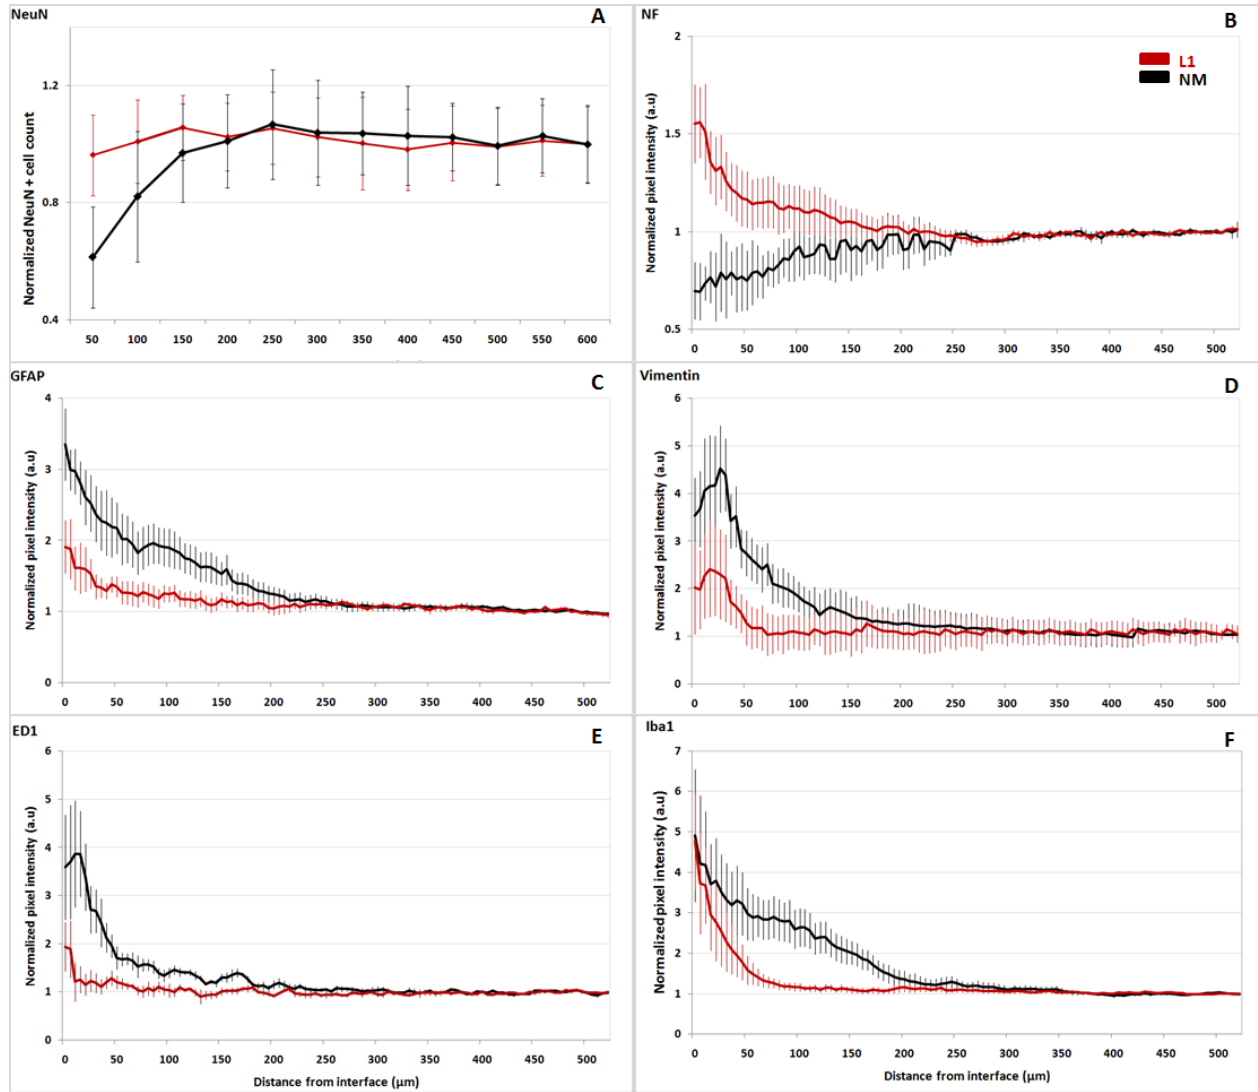 NeuN
A
Normalized NeuN + cell count
1.2
0.8
0.4
50 100 150 200 250 300 350 400 450 500 550 600
NF
B
L1
NM
Normalized pixel intensity (a.u)
2
1.5
1
0.5
0 50 100 150 200 250 300 350 400 450 500
GFAP
C
Normalized pixel intensity (a.u)
4
3
2
1
0
0 50 100 150 200 250 300 350 400 450 500
Vimentin
D
Normalized pixel intensity (a.u)
6
5
4
3
2
1
0
0 50 100 150 200 250 300 350 400 450 500
ED1
E
Normalized pixel intensity (a.u)
6
5
4
3
2
1
0
0 50 100 150 200 250 300 350 400 450 500
Distance from interface (µm)
Iba1
F
Normalized pixel intensity (a.u)
7
6
5
4
3
2
1
0
0 50 100 150 200 250 300 350 400 450 500
Distance from interface (µm)